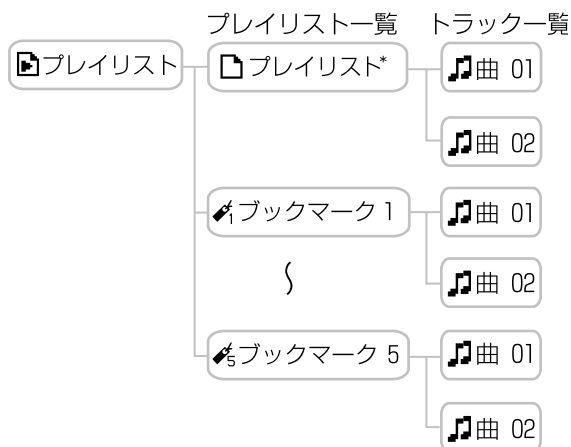 プレイリスト一覧 トラック一覧
プレイリスト プレイリスト* 曲 01
曲 02
1 ブックマーク 1 曲 01
〜 曲 02
5 ブックマーク 5 曲 01
曲 02